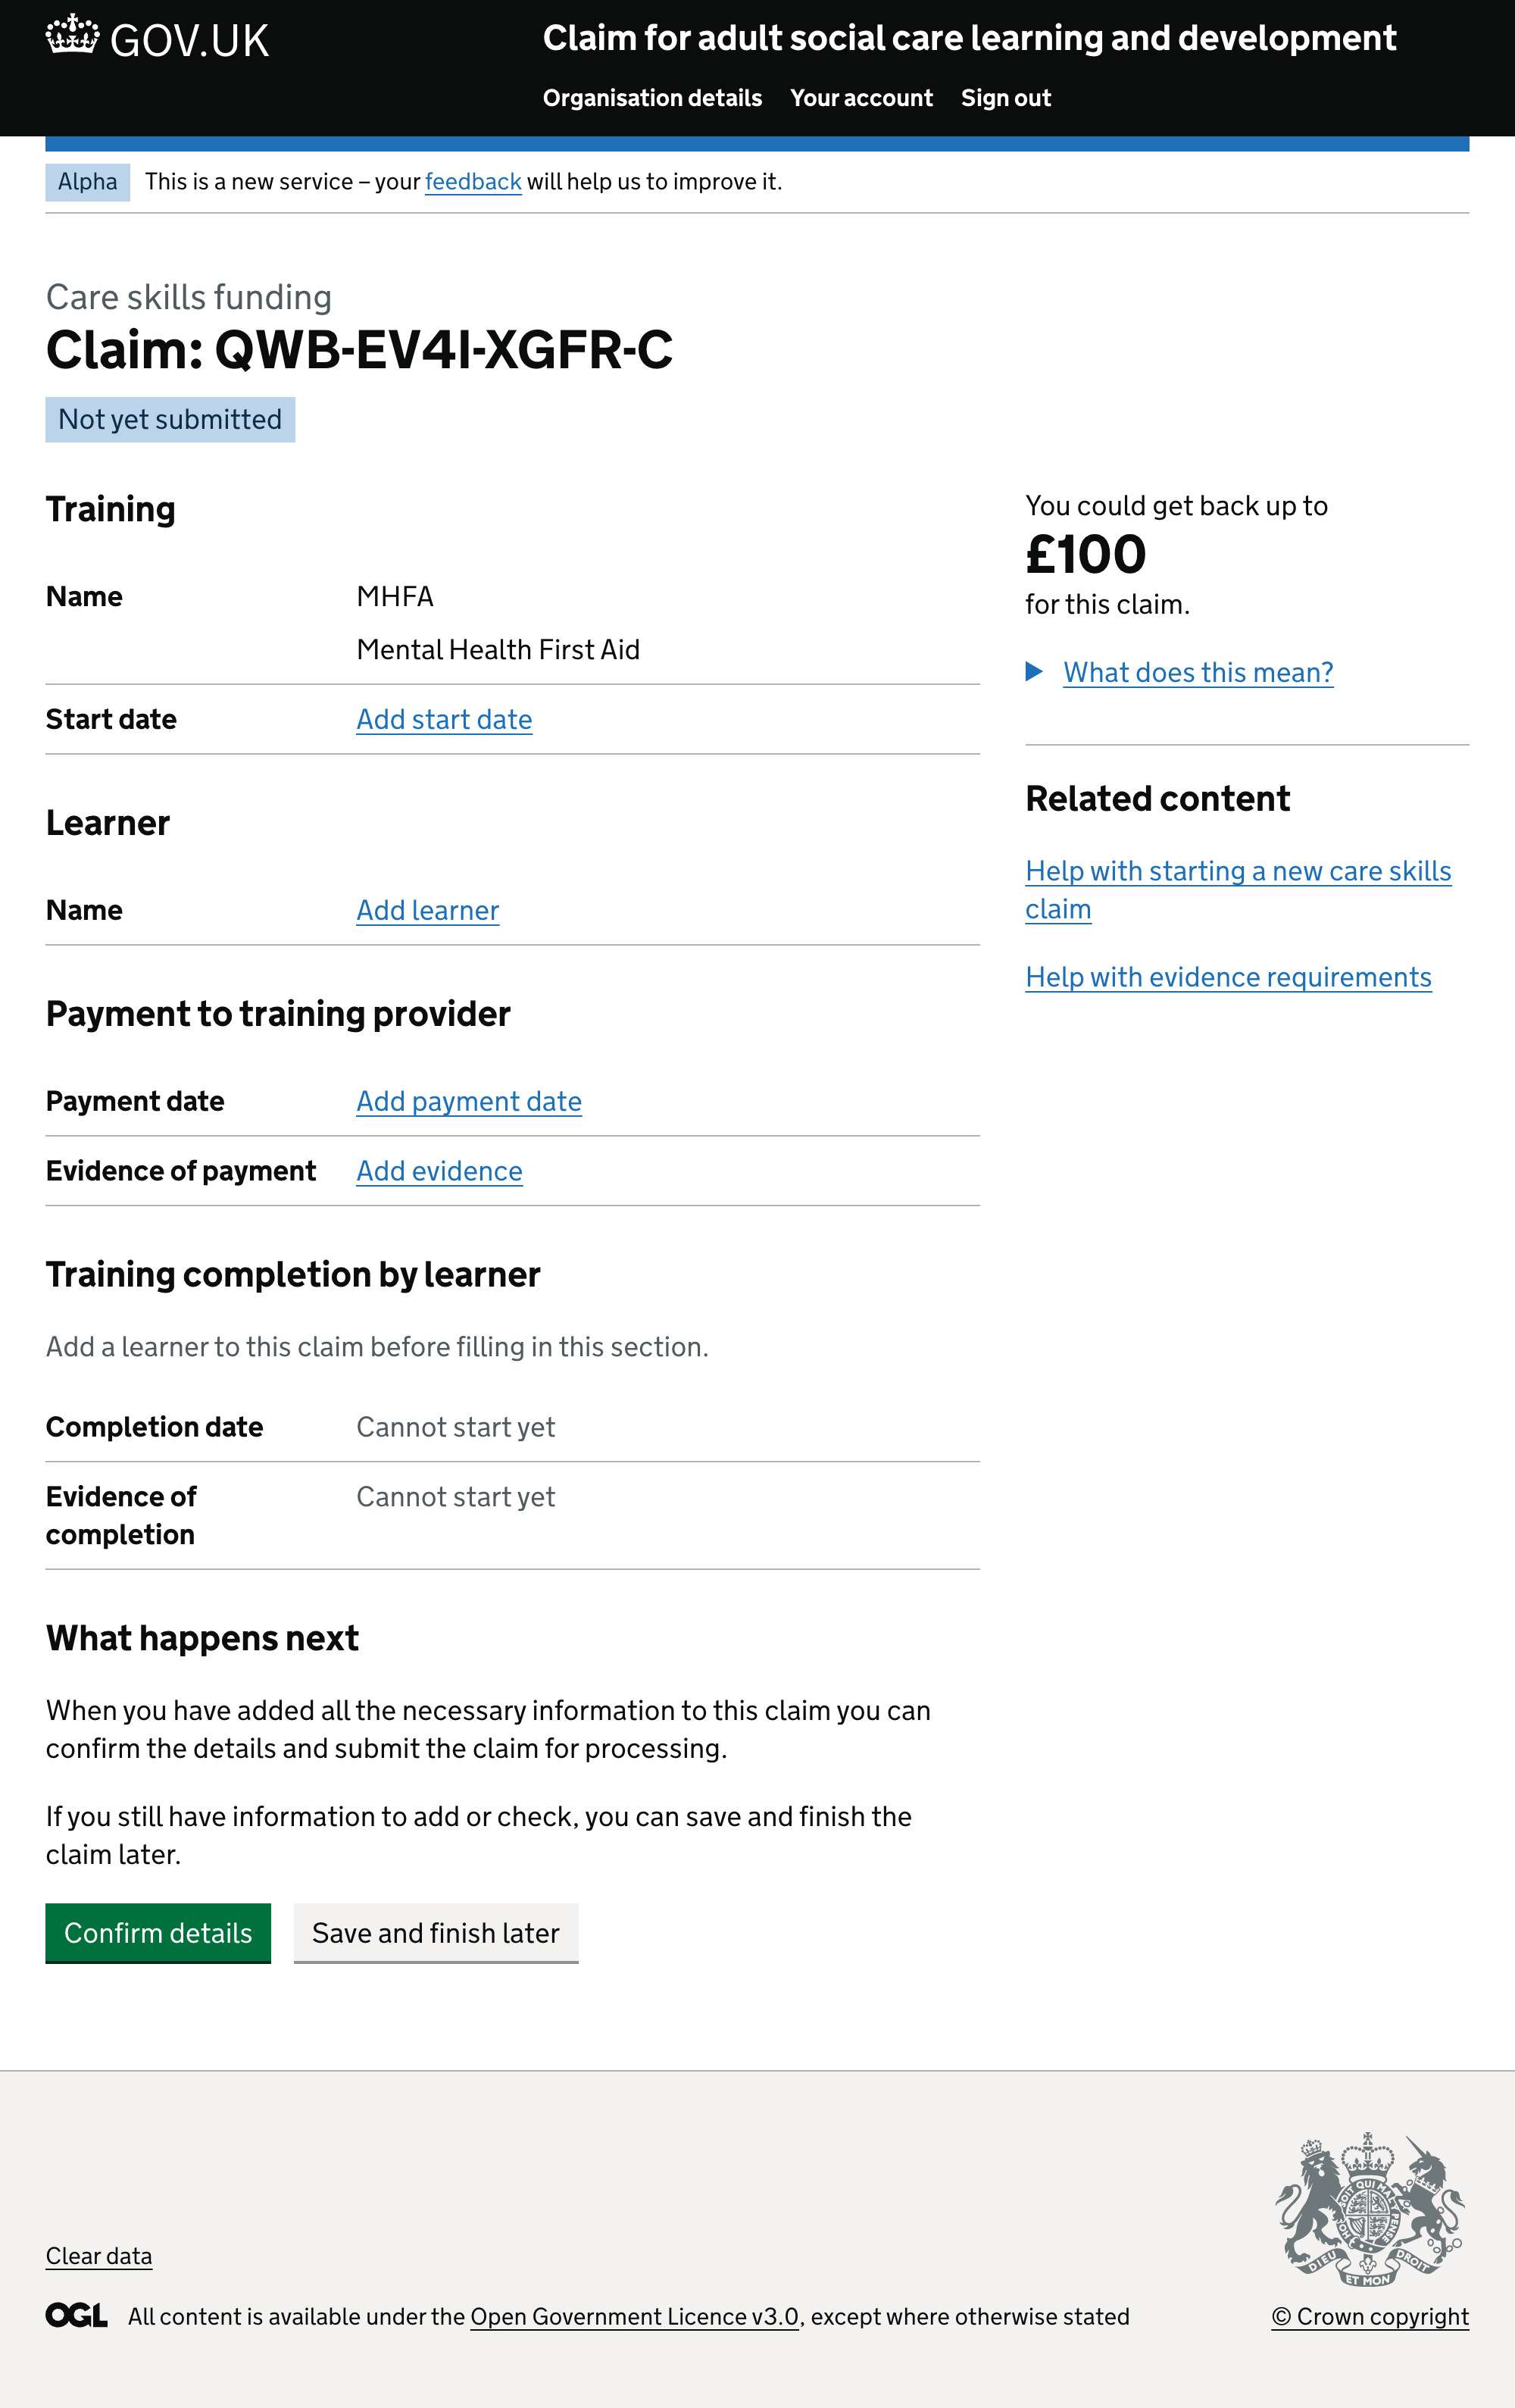 GOV.UK
Claim for adult social care learning and development
Organisation details Your account Sign out
Alpha This is a new service – your feedback will help us to improve it.
Care skills funding
Claim: QWB-EV4I-XGFR-C
Not yet submitted
Training
Name MHFA
Mental Health First Aid
Start date Add start date
Learner
Name Add learner
Payment to training provider
Payment date Add payment date
Evidence of payment Add evidence
Training completion by learner
Add a learner to this claim before filling in this section.
Completion date Cannot start yet
Evidence of Cannot start yet
completion
What happens next
When you have added all the necessary information to this claim you can
confirm the details and submit the claim for processing.
If you still have information to add or check, you can save and finish the
claim later.
Confirm details Save and finish later
You could get back up to
£100
for this claim.
What does this mean?
Related content
Help with starting a new care skills
claim
Help with evidence requirements
Clear data
OGL All content is available under the Open Government Licence v3.0, except where otherwise stated
DIEU ET MON DROIT
© Crown copyright